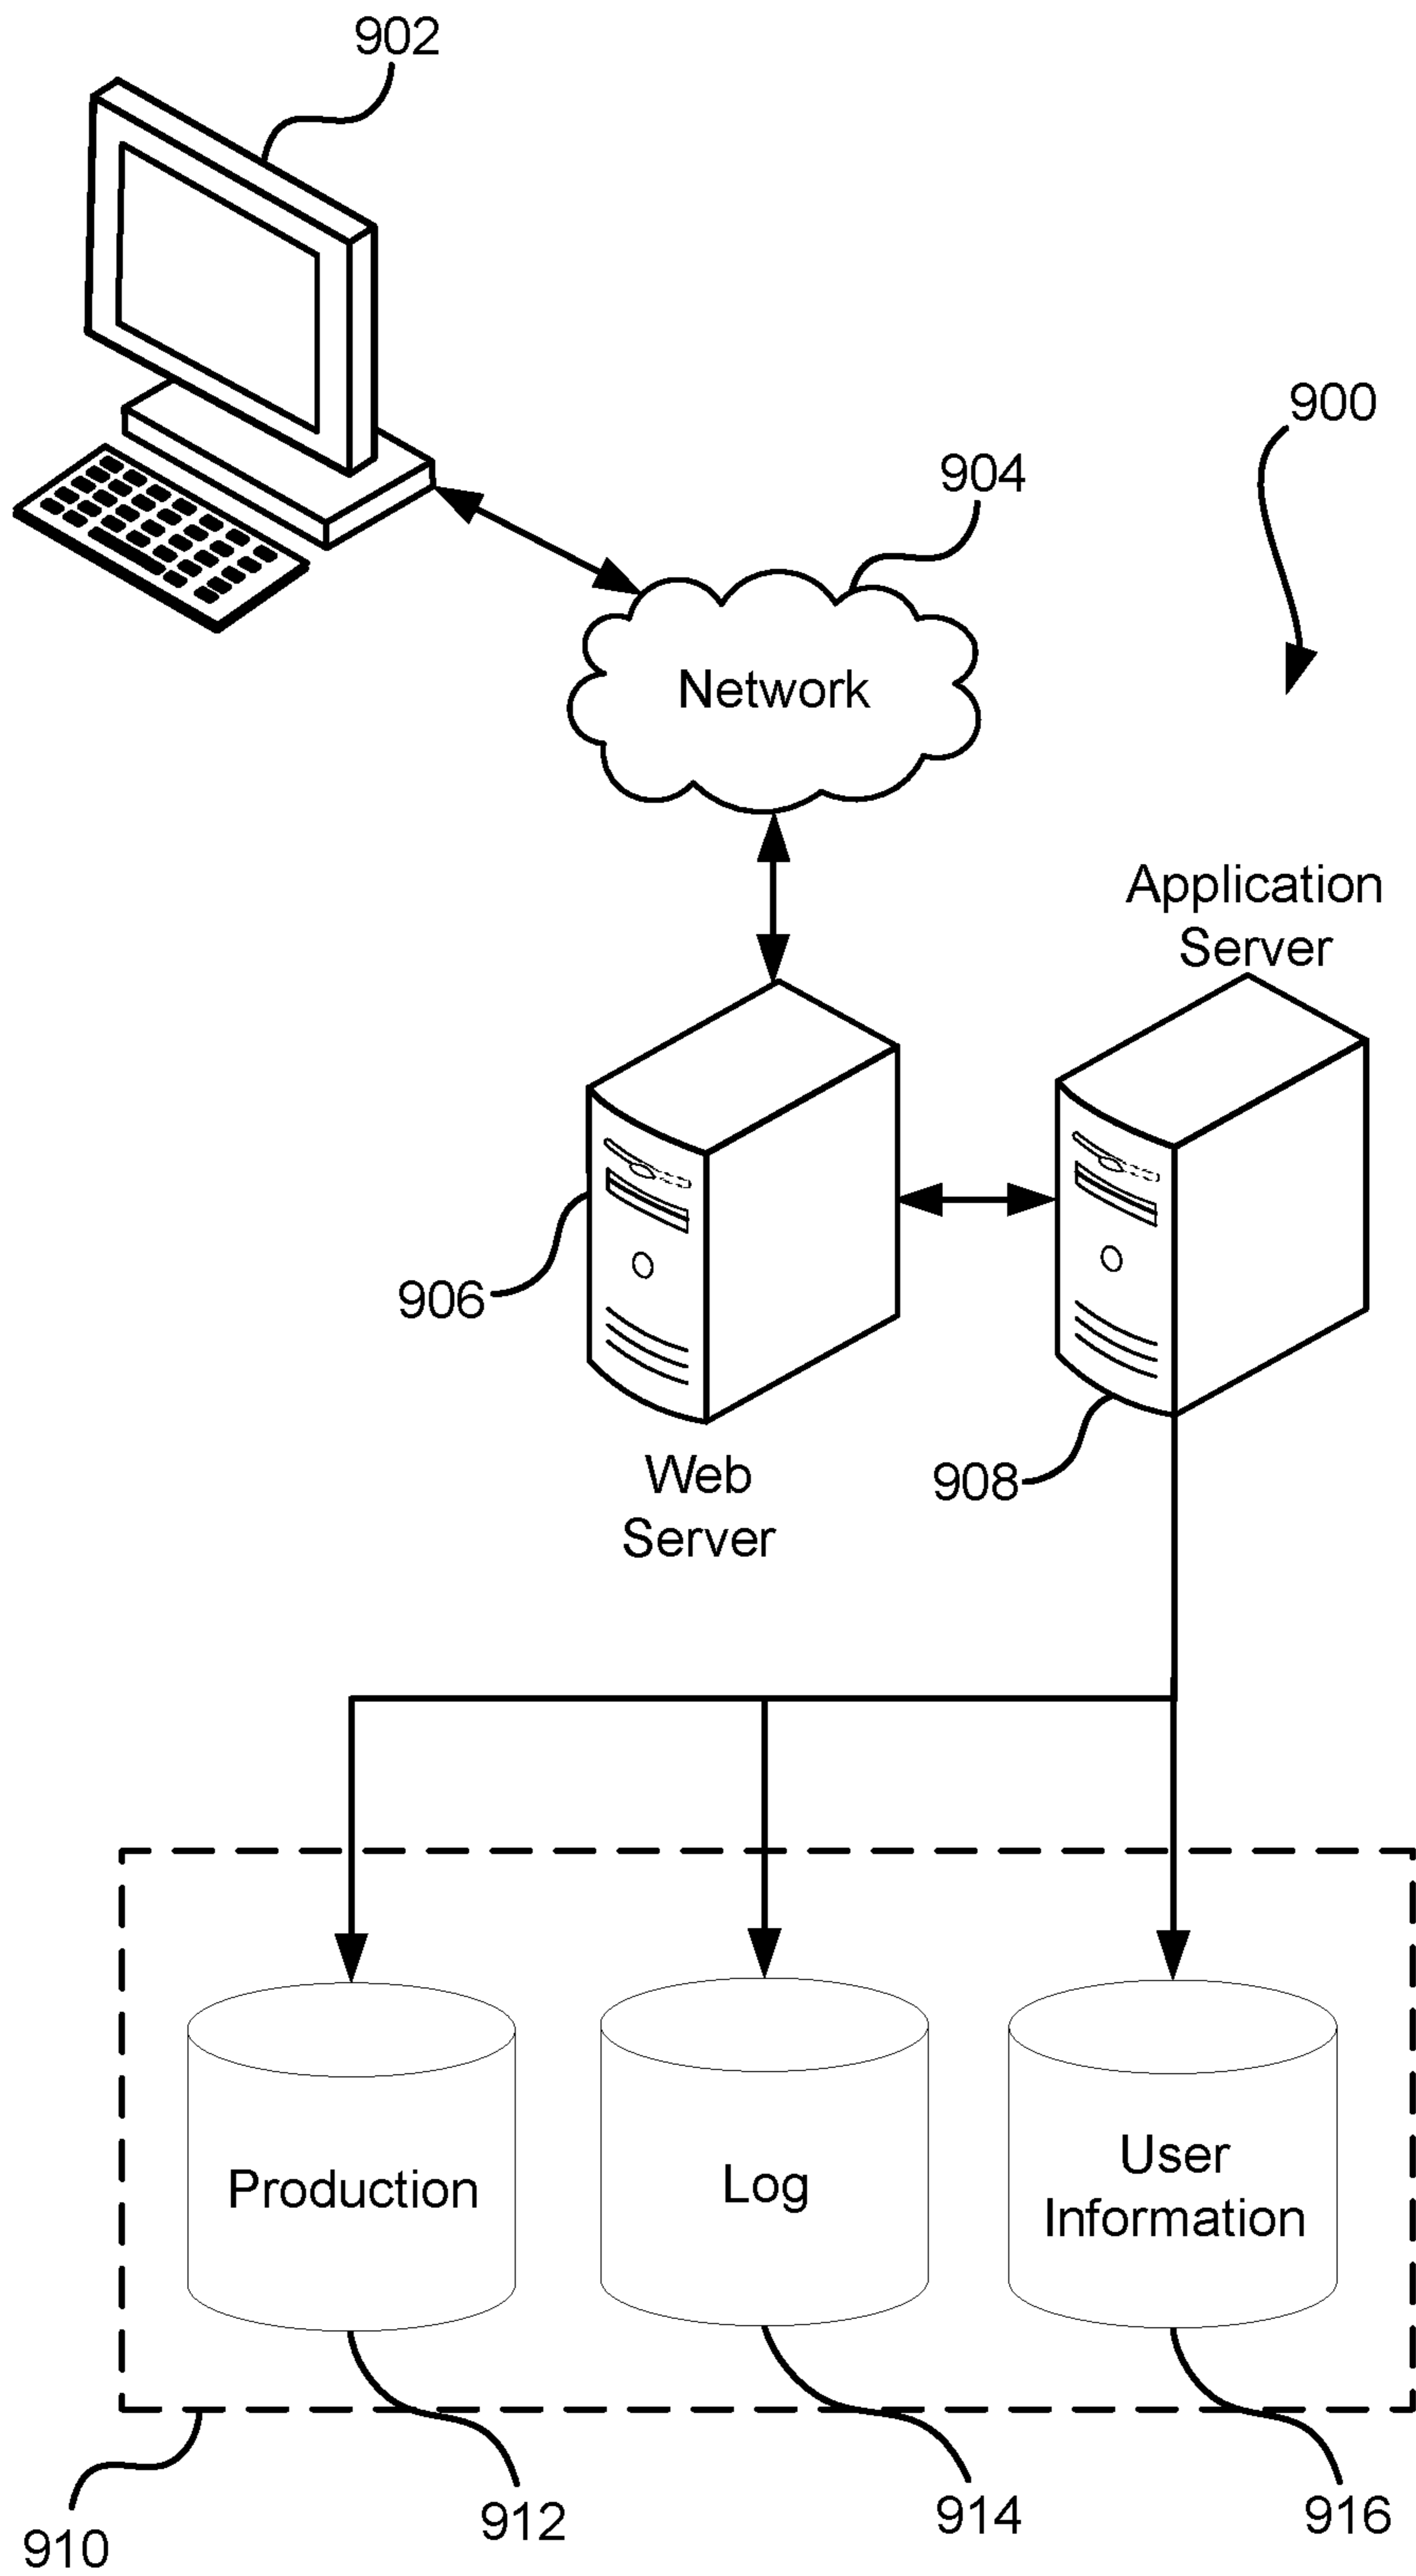 902
900
904
Network
Application
Server
906
908
Web
Server
Production
Log
User
Information
910
912
914
916